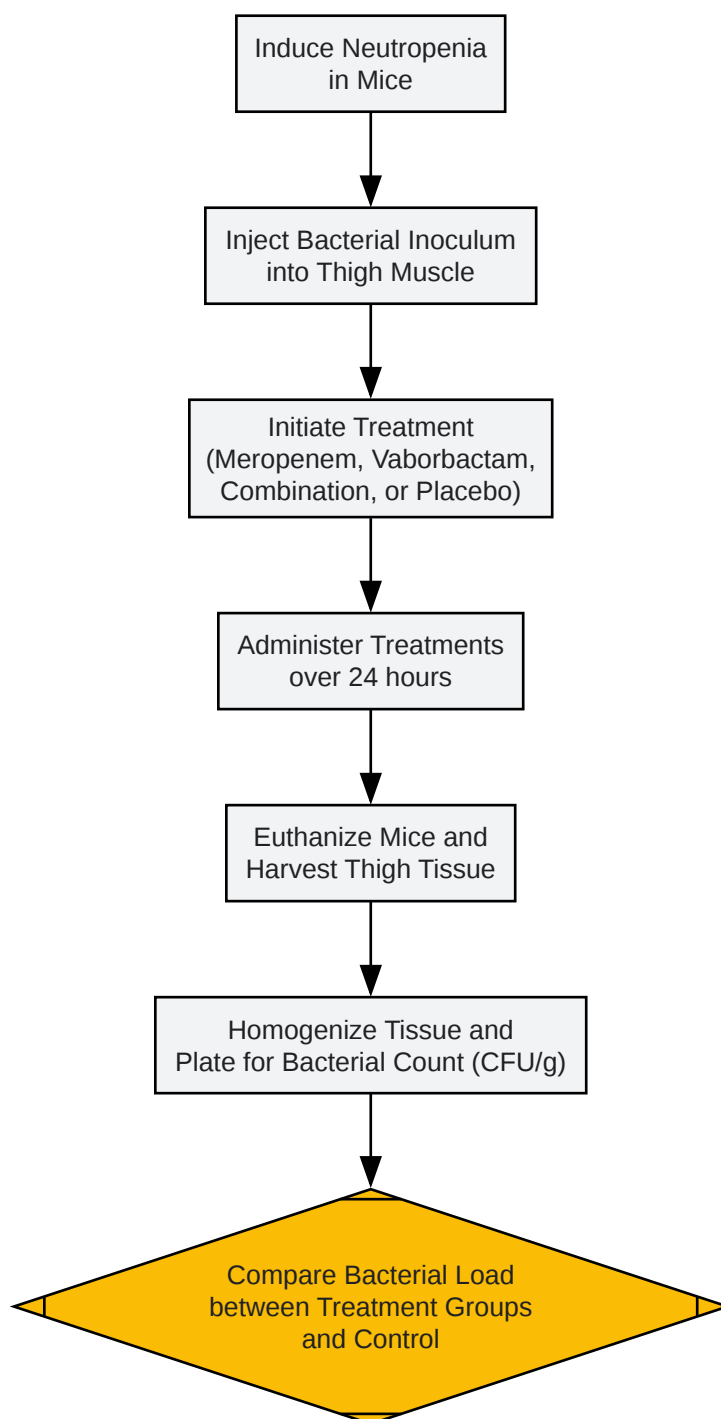 Induce Neutropenia
in Mice
Inject Bacterial Inoculum
into Thigh Muscle
Initiate Treatment
(Meropenem, Vaborbactam,
Combination, or Placebo)
Administer Treatments
over 24 hours
Euthanize Mice and
Harvest Thigh Tissue
Homogenize Tissue and
Plate for Bacterial Count (CFU/g)
Compare Bacterial Load
between Treatment Groups
and Control